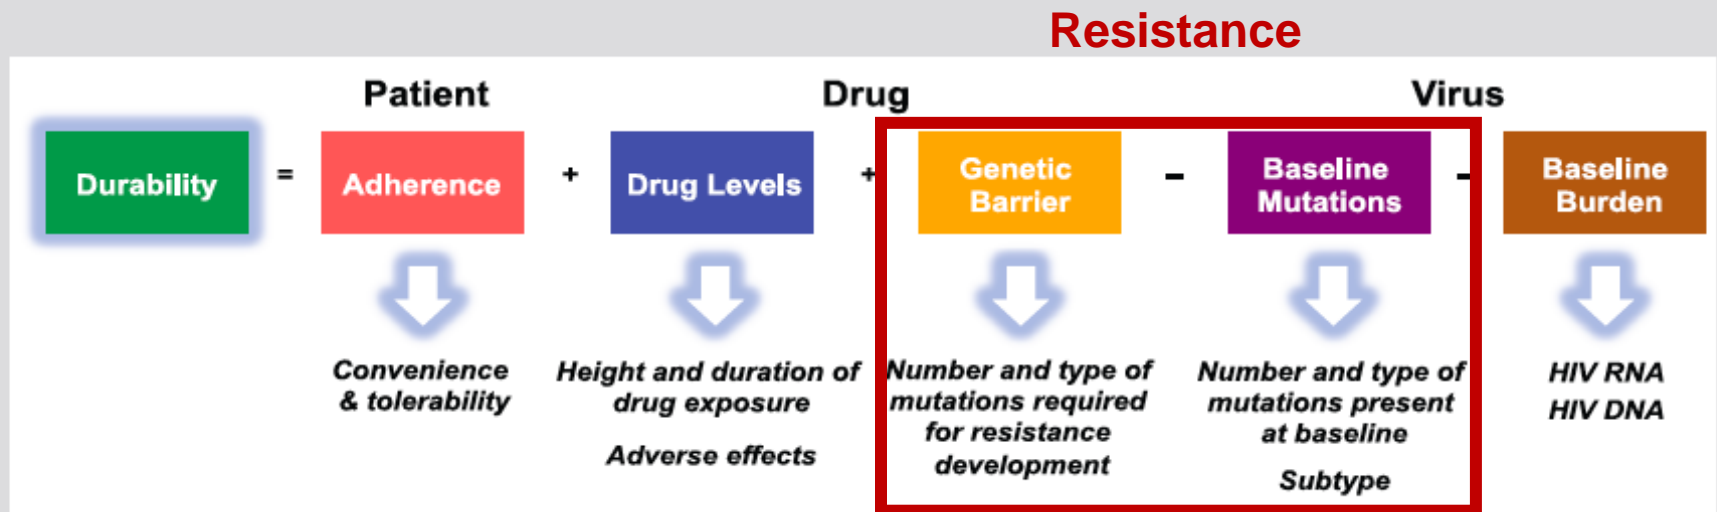 Resistance
Patient
Drug
Virus
Durability
=
Adherence
+
Drug Levels
+
Genetic
Barrier
-
Baseline
Mutations
-
Baseline
Burden
Convenience
& tolerability
Height and duration of
drug exposure
Adverse effects
Number and type of
mutations required
for resistance
development
Number and type of
mutations present
at baseline
Subtype
HIV RNA
HIV DNA